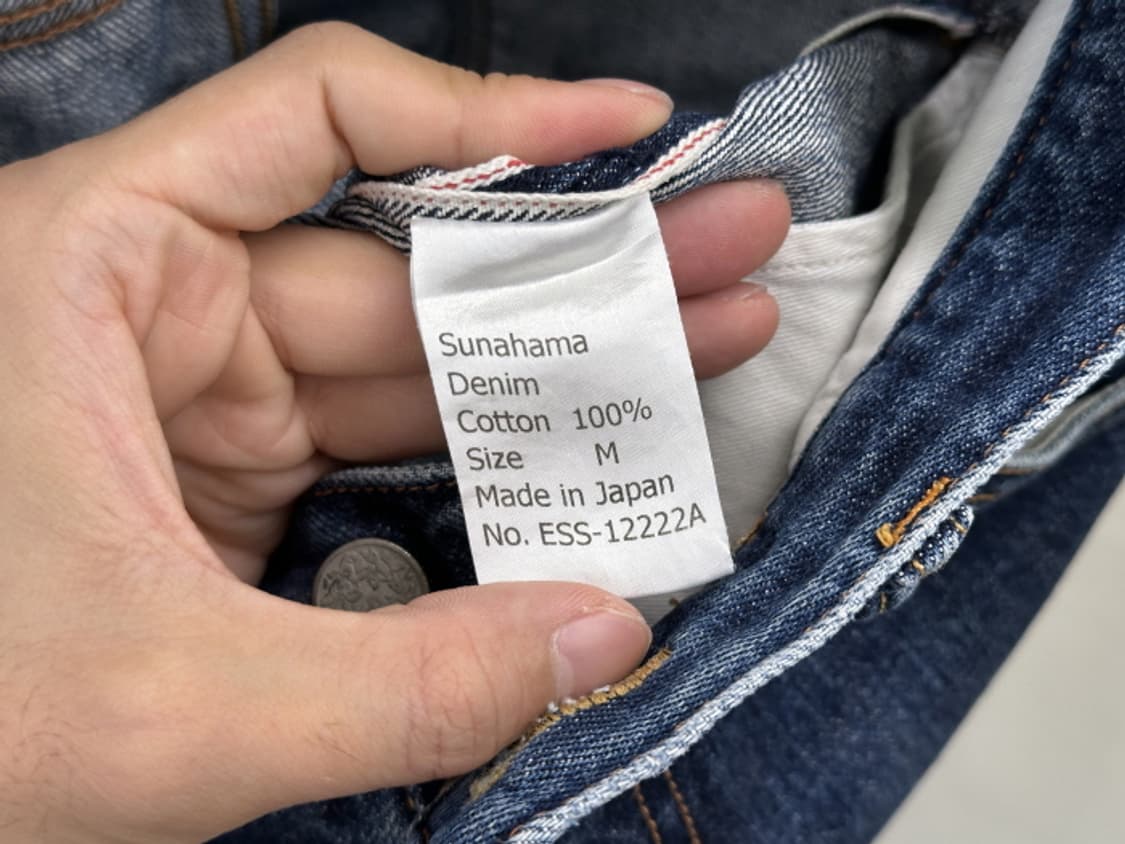 Sunahama
Denim
Cotton 100%
Size M
Made in Japan
No. ESS-12222A